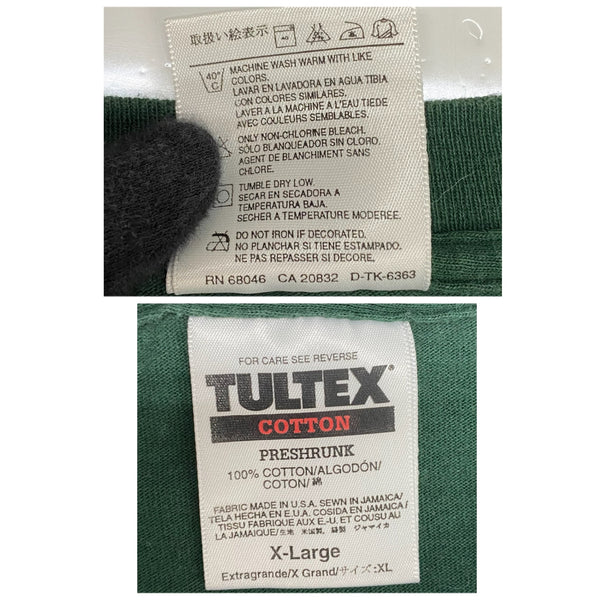 取扱い絵表示
40
40°
C
MACHINE WASH WARM WITH LIKE
COLORS.
LAVAR EN LAVADORA EN AGUA TIBIA
CON COLORES SIMILARES.
LAVER A LA MACHINE A L'EAU TIEDE
AVEC COULEURS SEMBLABLES.
ONLY NON-CHLORINE BLEACH.
SÓLO BLANQUEADOR SIN CLORO.
AGENT DE BLANCHIMENT SANS
CHLORE.
TUMBLE DRY LOW.
SECAR EN SECADORA A
TEMPERATURA BAJA.
SECHER A TEMPERATURE MODEREE.
DO NOT IRON IF DECORATED.
NO PLANCHAR SI TIENE ESTAMPADO.
NE PAS REPASSER SI DECORE.
RN 68046 CA 20832 D-TK-6363
FOR CARE SEE REVERSE
TULTEX
COTTON
PRESHRUNK
100% COTTON/ALGODÓN/
COTON/綿
FABRIC MADE IN U.S.A. SEWN IN JAMAICA/
TELA HECHA EN E.U.A. COSIDA EN JAMAICA/
TISSU FABRIQUE AUX E.-U. ET COUSU AU
LA JAMAIQUE/生地 米国製, 縫製 ジャマイカ
X-Large
Extragrande/X Grand/サイズ:XL